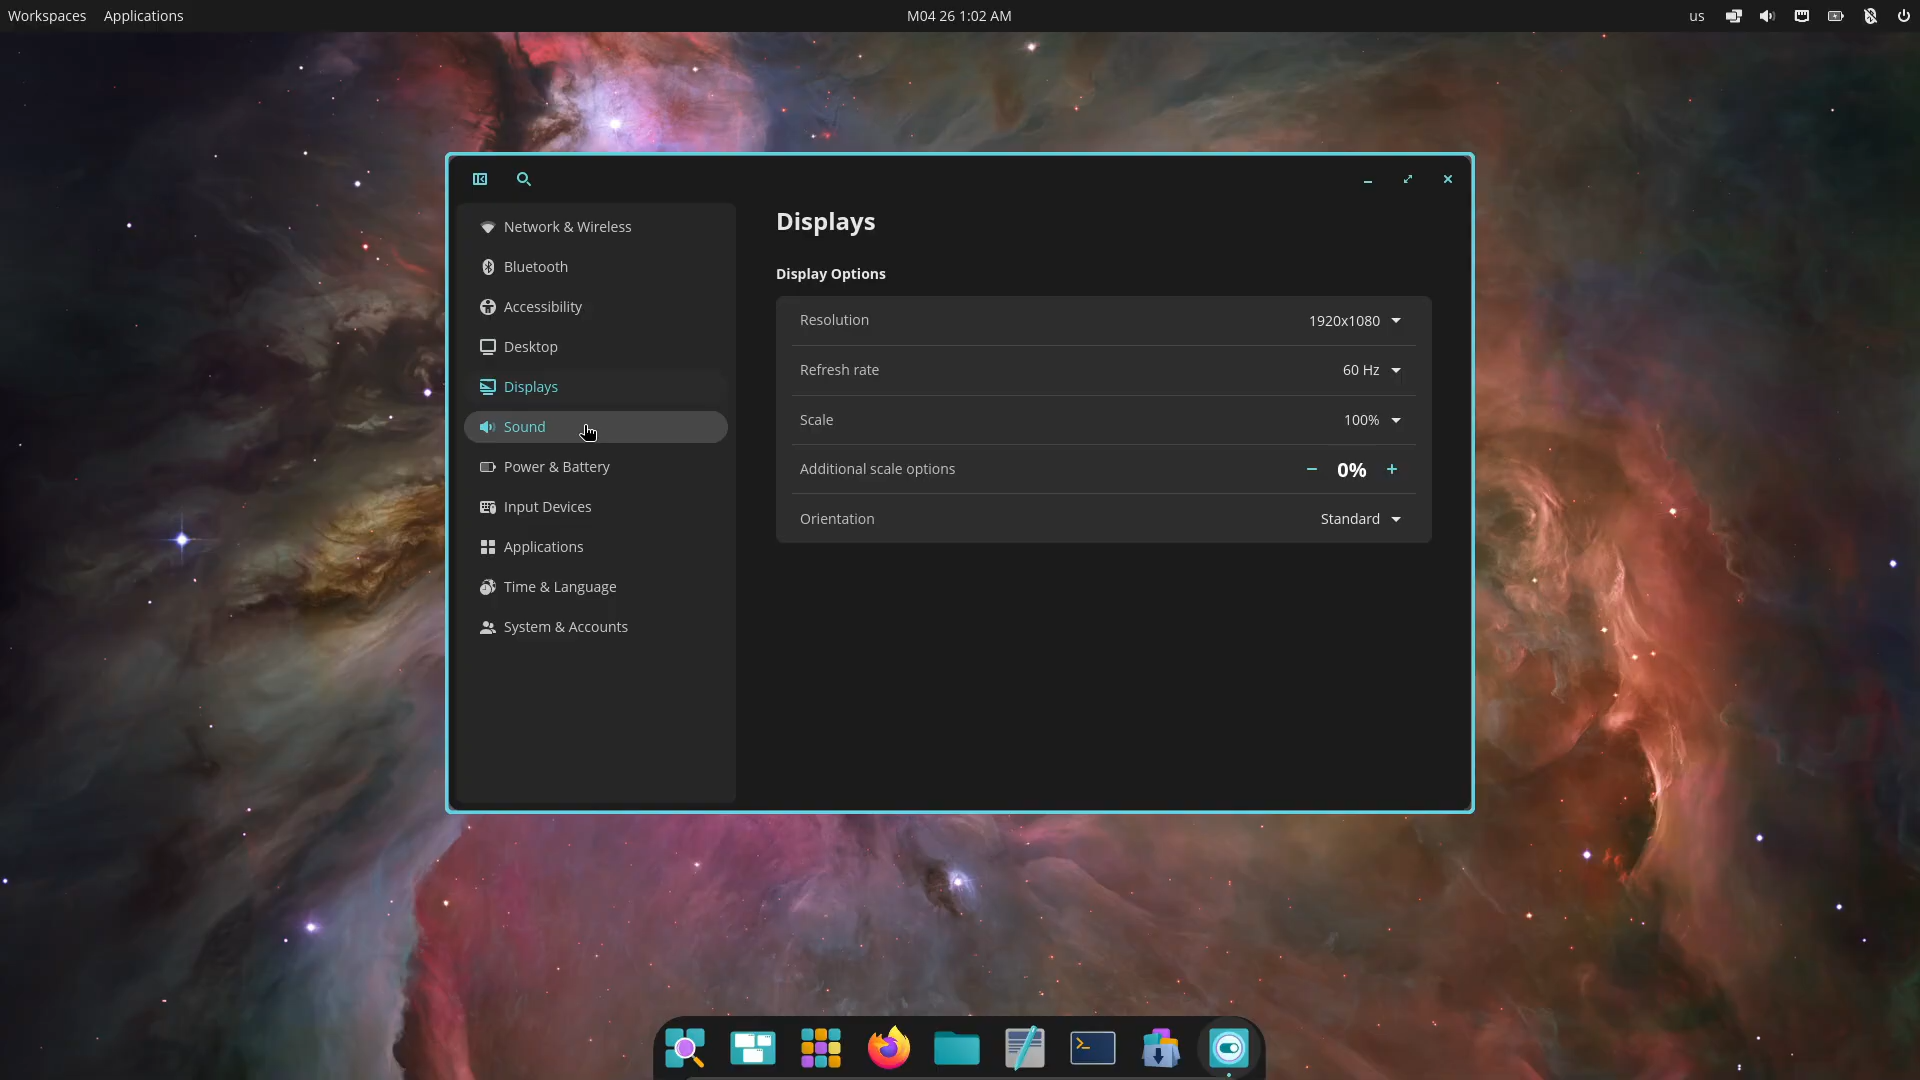 Workspaces Applications M04 26 1:02 AM us
Network & Wireless
Bluetooth
Accessibility
Desktop
Displays
Sound
Power & Battery
Input Devices
Applications
Time & Language
System & Accounts
Displays
Display Options
Resolution 1920x1080
Refresh rate 60 Hz
Scale 100%
Additional scale options − 0% +
Orientation Standard